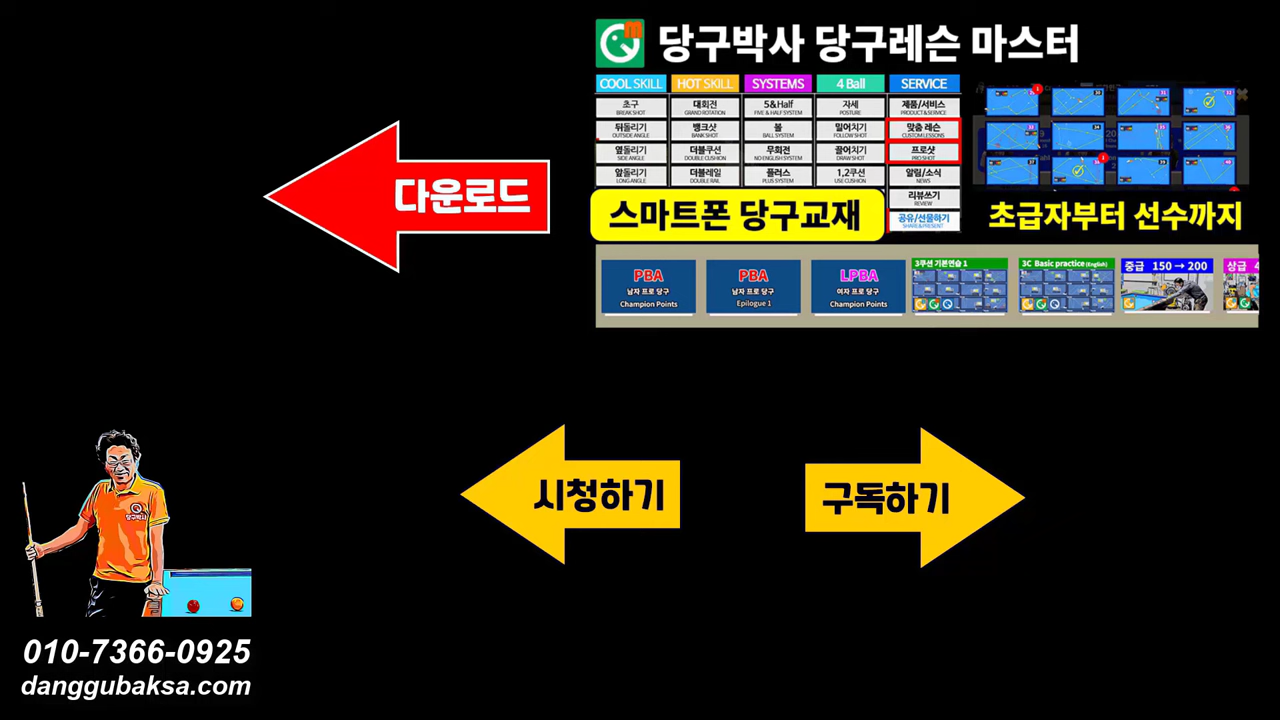 당구박사 당구레슨 마스터
COOL SKILL HOT SKILL SYSTEMS 4 Ball SERVICE
초구 대회전 5&Half 자세 제품/서비스
BREAK SHOT GRAND ROTATION FIVE & HALF SYSTEM POSTURE PRODUCT & SERVICE
뒤돌리기 뱅크샷 볼 밀어치기 맞춤 레슨
OUTSIDE ANGLE BANK SHOT BALL SYSTEM FOLLOW SHOT CUSTOM LESSONS
옆돌리기 더블쿠션 무회전 끌어치기 프로샷
SIDE ANGLE DOUBLE CUSHION NO ENGLISH SYSTEM DRAW SHOT PRO SHOT
앞돌리기 더블레일 플러스 1,2쿠션 알림/소식
LONG ANGLE DOUBLE RAIL PLUS SYSTEM USE CUSHION NEWS
리뷰쓰기
REVIEW
공유/선물하기
SHARE & PRESENT
다운로드
스마트폰 당구교재
초급자부터 선수까지
PBA
남자 프로 당구
Champion Points
PBA
남자 프로 당구
Epilogue 1
LPBA
여자 프로 당구
Champion Points
3쿠션 기본연습 1
3C Basic practice (English)
중급 150 → 200
상급 4
시청하기
구독하기
당구박사
010-7366-0925
danggubaksa.com